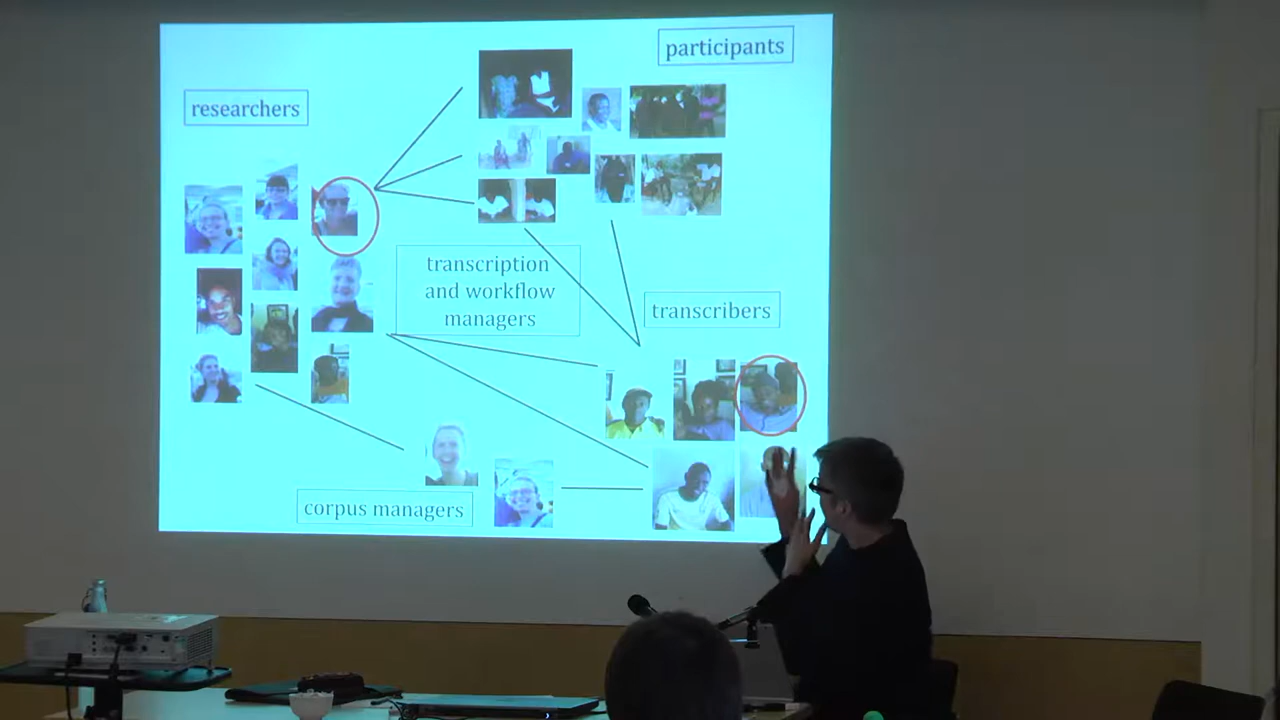 participants
researchers
transcription
and workflow
managers
transcribers
corpus managers